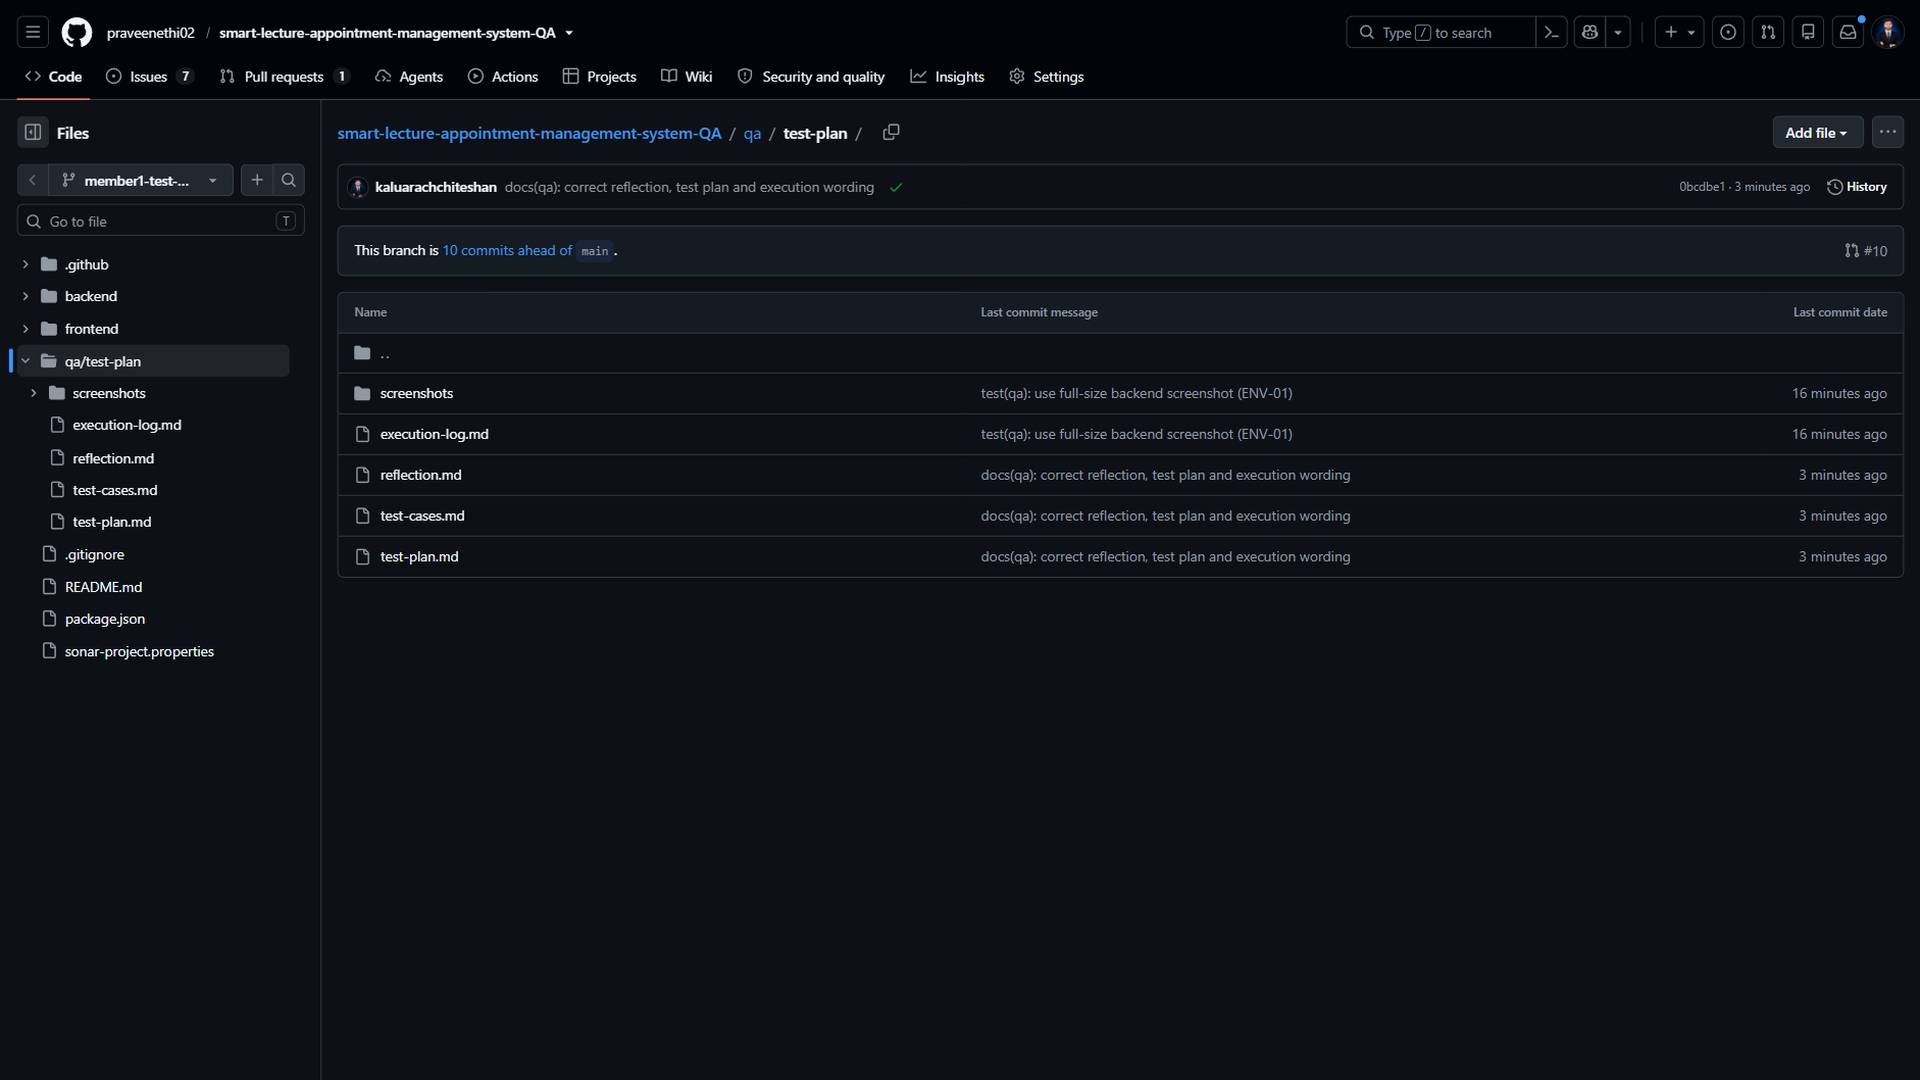 praveenethi02 / smart-lecture-appointment-management-system-QA
Type / to search
Code Issues 7 Pull requests 1 Agents Actions Projects Wiki Security and quality Insights Settings
Files
member1-test-...
Go to file T
.github
backend
frontend
qa/test-plan
screenshots
execution-log.md
reflection.md
test-cases.md
test-plan.md
.gitignore
README.md
package.json
sonar-project.properties
smart-lecture-appointment-management-system-QA / qa / test-plan /
Add file
kaluarachchiteshan docs(qa): correct reflection, test plan and execution wording
0bcdbe1 · 3 minutes ago History
This branch is 10 commits ahead of main .
#10
Name Last commit message Last commit date
..
screenshots test(qa): use full-size backend screenshot (ENV-01) 16 minutes ago
execution-log.md test(qa): use full-size backend screenshot (ENV-01) 16 minutes ago
reflection.md docs(qa): correct reflection, test plan and execution wording 3 minutes ago
test-cases.md docs(qa): correct reflection, test plan and execution wording 3 minutes ago
test-plan.md docs(qa): correct reflection, test plan and execution wording 3 minutes ago